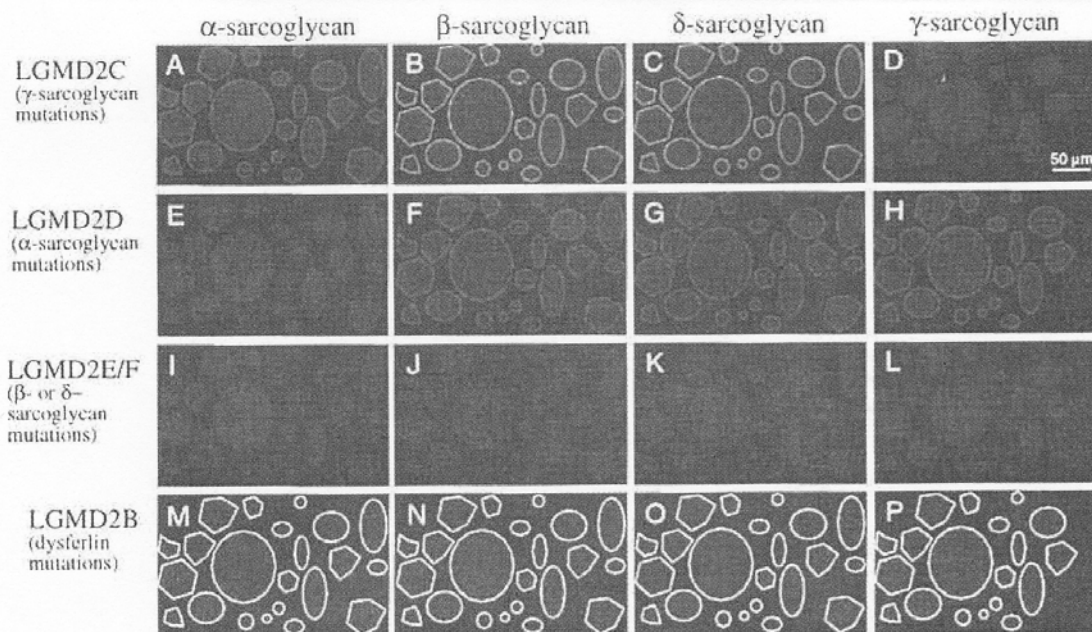 α-sarcoglycan β-sarcoglycan δ-sarcoglycan γ-sarcoglycan
LGMD2C
(γ-sarcoglycan
mutations)
A B C D
50 µm
LGMD2D
(α-sarcoglycan
mutations)
E F G H
LGMD2E/F
(β- or δ–
sarcoglycan
mutations)
I J K L
LGMD2B
(dysferlin
mutations)
M N O P